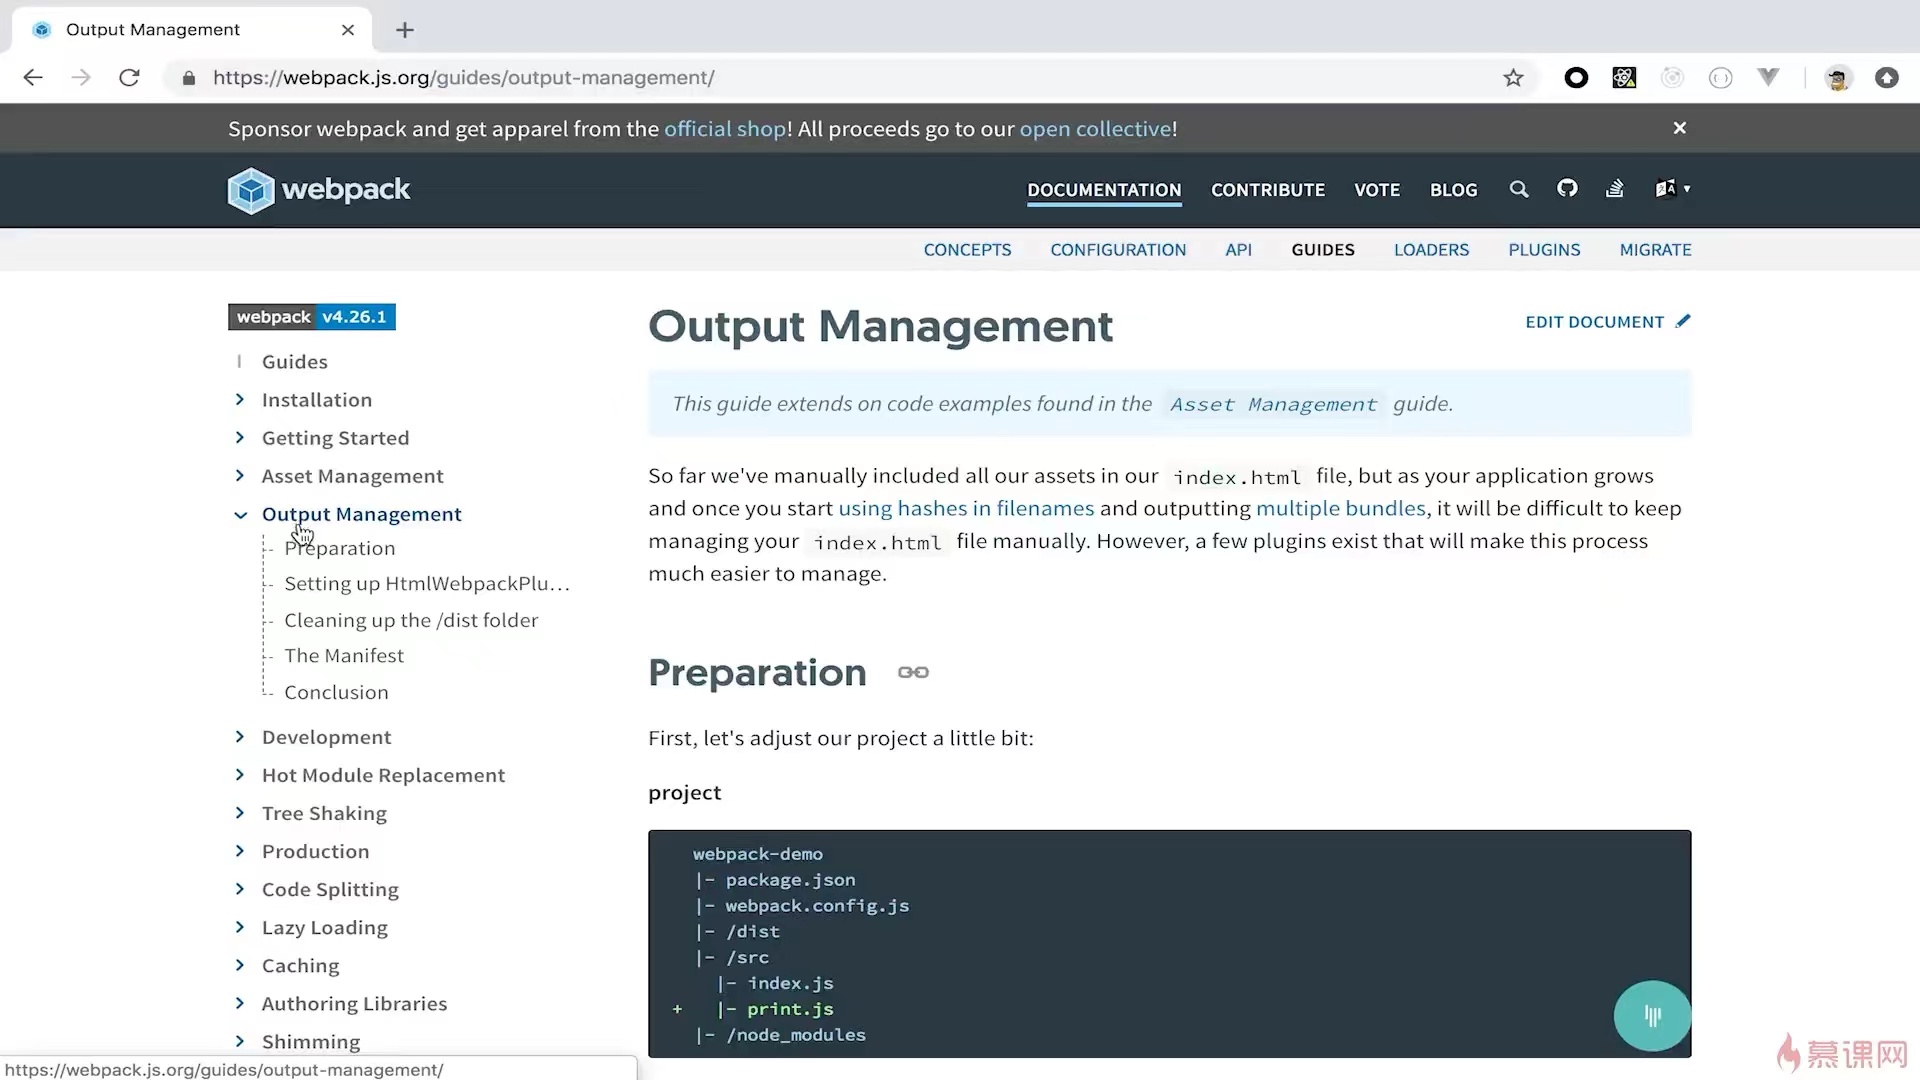 Output Management
https://webpack.js.org/guides/output-management/
Sponsor webpack and get apparel from the official shop! All proceeds go to our open collective!
webpack
DOCUMENTATION CONTRIBUTE VOTE BLOG
CONCEPTS CONFIGURATION API GUIDES LOADERS PLUGINS MIGRATE
webpack v4.26.1
Guides
Installation
Getting Started
Asset Management
Output Management
Preparation
Setting up HtmlWebpackPlu...
Cleaning up the /dist folder
The Manifest
Conclusion
Development
Hot Module Replacement
Tree Shaking
Production
Code Splitting
Lazy Loading
Caching
Authoring Libraries
Shimming
https://webpack.js.org/guides/output-management/
Output Management
EDIT DOCUMENT
This guide extends on code examples found in the Asset Management guide.
So far we've manually included all our assets in our index.html file, but as your application grows
and once you start using hashes in filenames and outputting multiple bundles, it will be difficult to keep
managing your index.html file manually. However, a few plugins exist that will make this process
much easier to manage.
Preparation
First, let's adjust our project a little bit:
project
webpack-demo
|- package.json
|- webpack.config.js
|- /dist
|- /src
|- index.js
+ |- print.js
|- /node_modules
慕课网